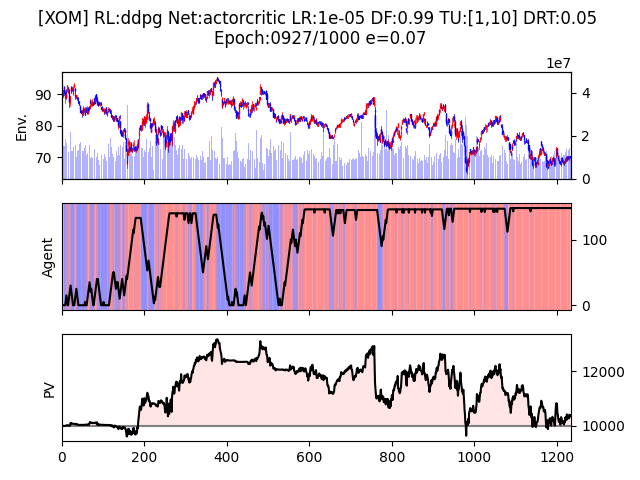 [XOM] RL:ddpg Net:actorcritic LR:1e-05 DF:0.99 TU:[1,10] DRT:0.05
Epoch:0927/1000 e=0.07
1e7
Env.
90
80
70
4
2
0
Agent
100
0
PV
12000
10000
0 200 400 600 800 1000 1200